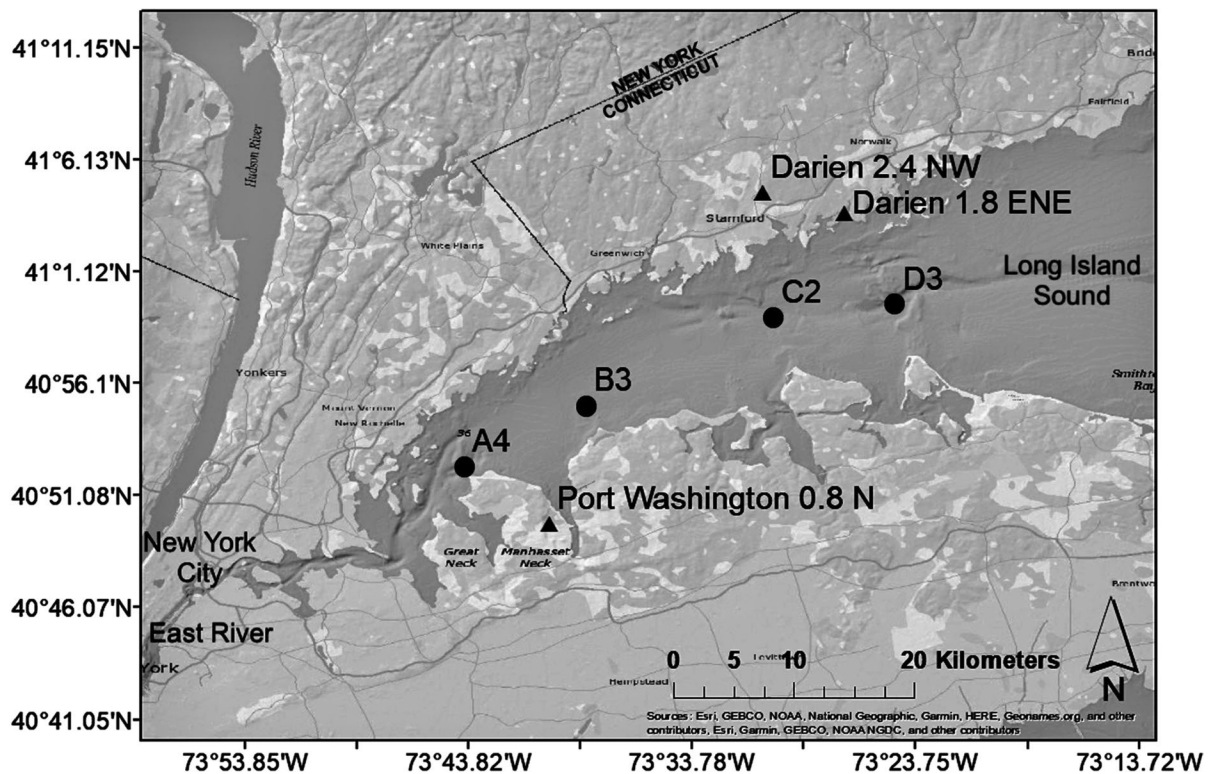 41°11.15'N
41°6.13'N
41°1.12'N
40°56.1'N
40°51.08'N
40°46.07'N
40°41.05'N
NEW YORK
CONNECTICUT
Hudson River
Fairfield
Norwalk
Darien 2.4 NW
Darien 1.8 ENE
Stamford
White Plains
Greenwich
Long Island
Sound
C2
D3
Yonkers
B3
Mount Vernon
New Rochelle
36
A4
Port Washington 0.8 N
Great
Neck
Manhasset
Neck
New York
City
East River
York
Hempstead
0 5 10 20 Kilometers
N
Sources: Esri, GEBCO, NOAA, National Geographic, Garmin, HERE, Geonames.org, and other
contributors, Esri, Garmin, GEBCO, NOAA NGDC, and other contributors
73°53.85'W 73°43.82'W 73°33.78'W 73°23.75'W 73°13.72'W